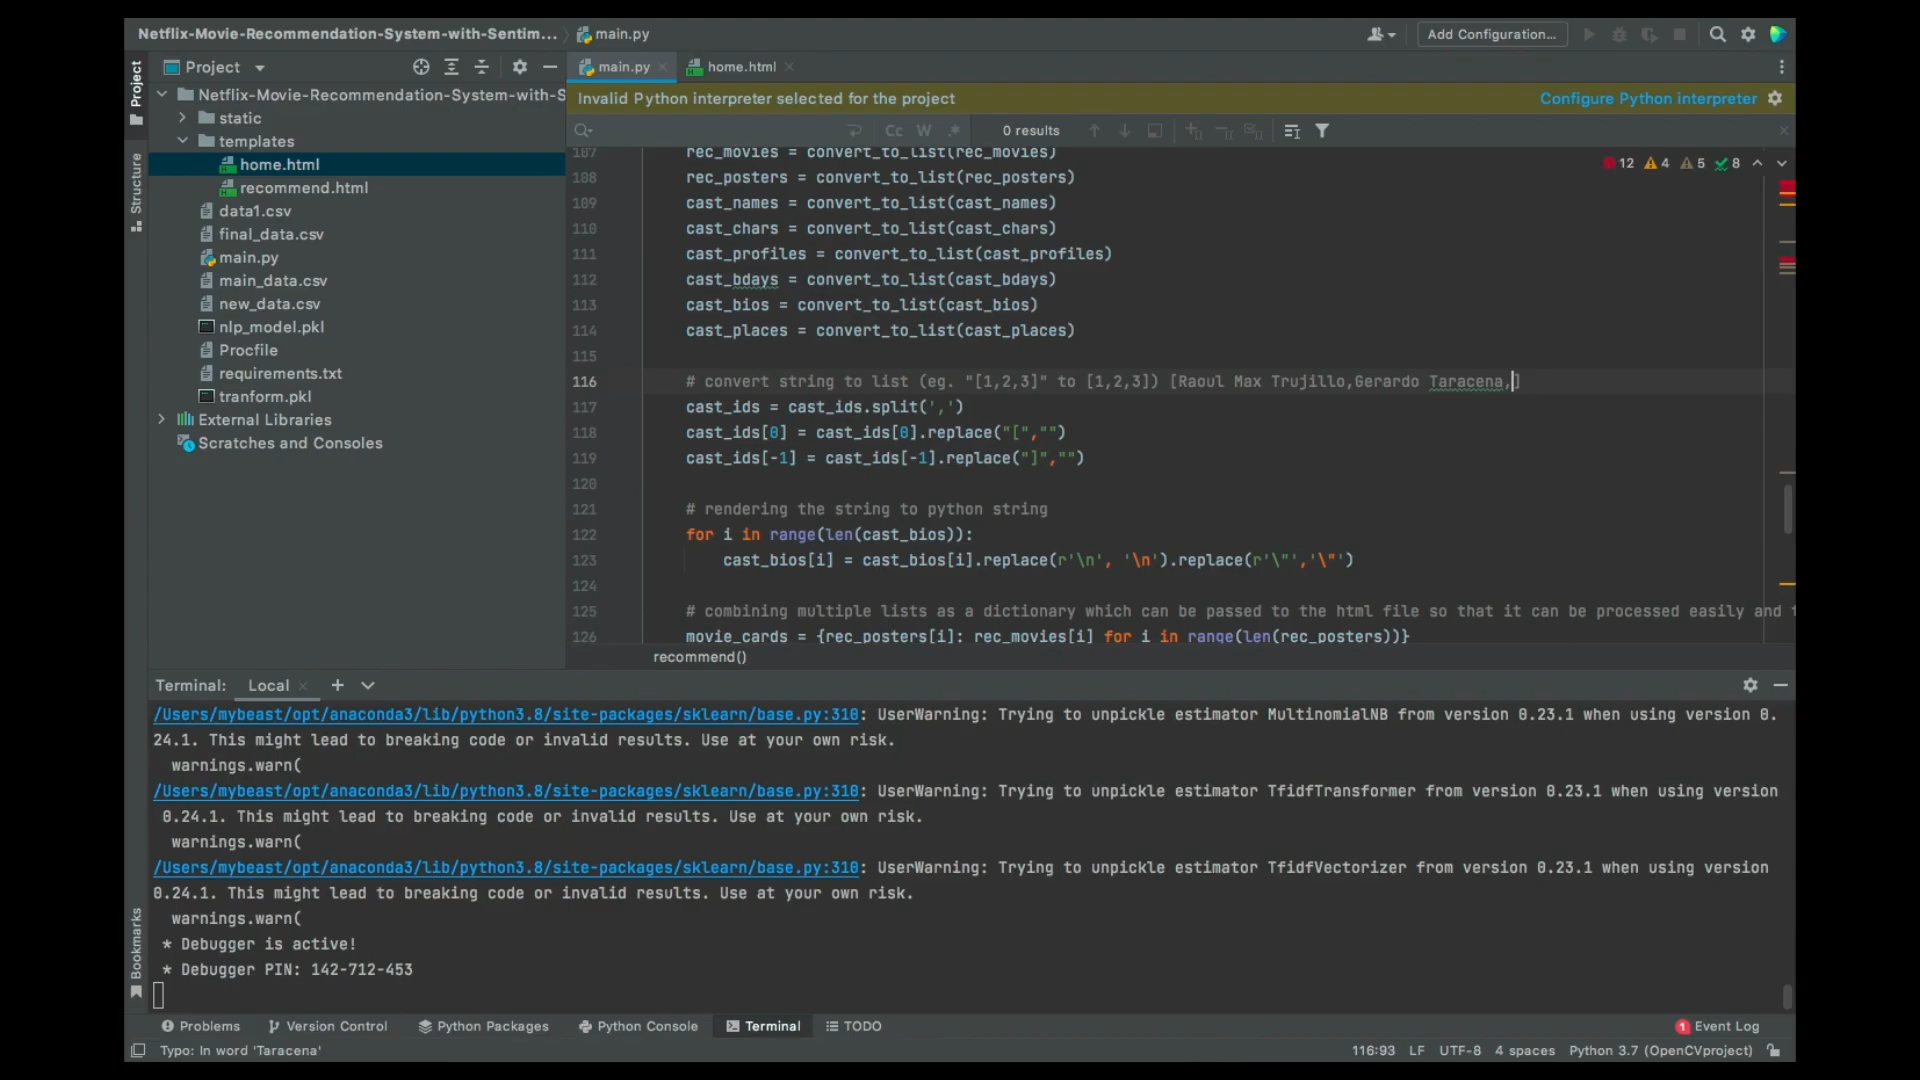 Netflix-Movie-Recommendation-System-with-Sentim... main.py
Add Configuration...
Project
main.py
home.html
Netflix-Movie-Recommendation-System-with-S
static
templates
home.html
recommend.html
data1.csv
final_data.csv
main.py
main_data.csv
new_data.csv
nlp_model.pkl
Procfile
requirements.txt
tranform.pkl
External Libraries
Scratches and Consoles
Project
Structure
Bookmarks
Invalid Python interpreter selected for the project
Configure Python interpreter
Cc W .* 0 results
12 4 5 8
107 rec_movies = convert_to_list(rec_movies)
108 rec_posters = convert_to_list(rec_posters)
109 cast_names = convert_to_list(cast_names)
110 cast_chars = convert_to_list(cast_chars)
111 cast_profiles = convert_to_list(cast_profiles)
112 cast_bdays = convert_to_list(cast_bdays)
113 cast_bios = convert_to_list(cast_bios)
114 cast_places = convert_to_list(cast_places)
115
116 # convert string to list (eg. "[1,2,3]" to [1,2,3]) [Raoul Max Trujillo,Gerardo Taracena,]
117 cast_ids = cast_ids.split(',')
118 cast_ids[0] = cast_ids[0].replace("[","")
119 cast_ids[-1] = cast_ids[-1].replace("]","")
120
121 # rendering the string to python string
122 for i in range(len(cast_bios)):
123 cast_bios[i] = cast_bios[i].replace(r'\n', '\n').replace(r'\"','\"')
124
125 # combining multiple lists as a dictionary which can be passed to the html file so that it can be processed easily and
126 movie_cards = {rec_posters[i]: rec_movies[i] for i in range(len(rec_posters))}
recommend()
Terminal: Local
/Users/mybeast/opt/anaconda3/lib/python3.8/site-packages/sklearn/base.py:310: UserWarning: Trying to unpickle estimator MultinomialNB from version 0.23.1 when using version 0.
24.1. This might lead to breaking code or invalid results. Use at your own risk.
warnings.warn(
/Users/mybeast/opt/anaconda3/lib/python3.8/site-packages/sklearn/base.py:310: UserWarning: Trying to unpickle estimator TfidfTransformer from version 0.23.1 when using version
0.24.1. This might lead to breaking code or invalid results. Use at your own risk.
warnings.warn(
/Users/mybeast/opt/anaconda3/lib/python3.8/site-packages/sklearn/base.py:310: UserWarning: Trying to unpickle estimator TfidfVectorizer from version 0.23.1 when using version
0.24.1. This might lead to breaking code or invalid results. Use at your own risk.
warnings.warn(
* Debugger is active!
* Debugger PIN: 142-712-453
Problems Version Control Python Packages Python Console Terminal TODO 1 Event Log
Typo: In word 'Taracena' 116:93 LF UTF-8 4 spaces Python 3.7 (OpenCVproject)